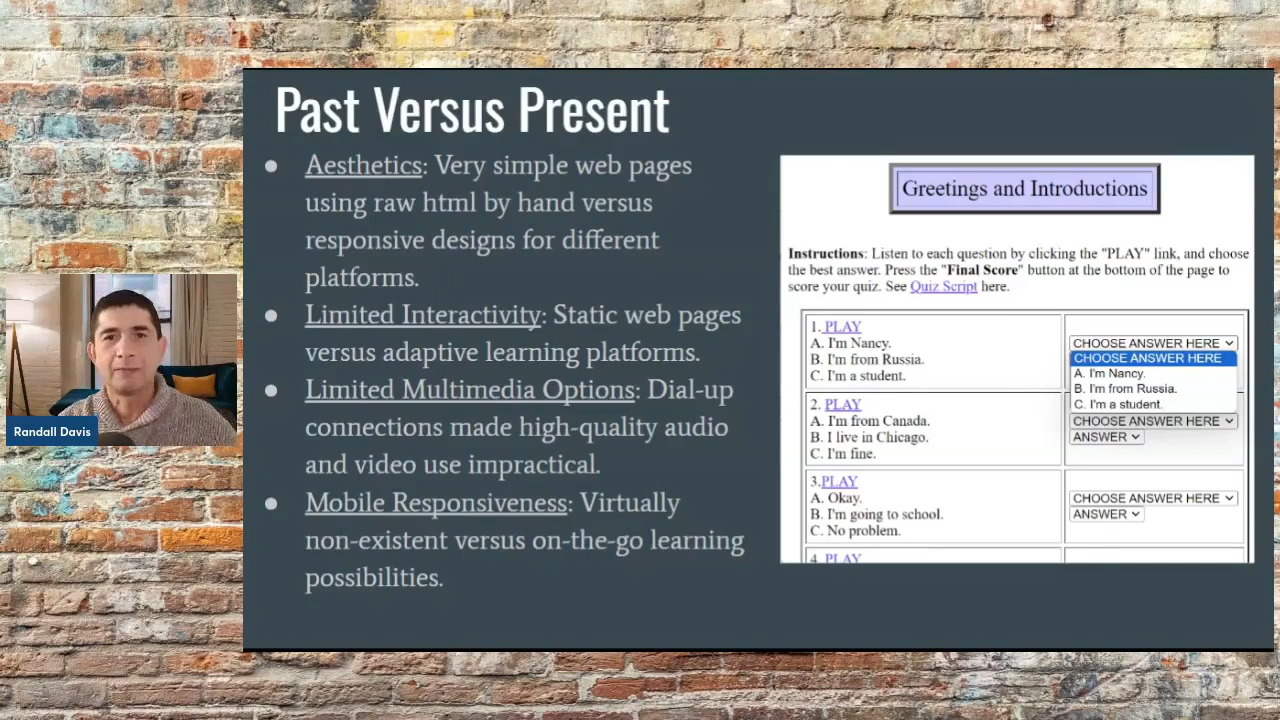 Past Versus Present
● Aesthetics: Very simple web pages
using raw html by hand versus
responsive designs for different
platforms.
● Limited Interactivity: Static web pages
versus adaptive learning platforms.
● Limited Multimedia Options: Dial-up
connections made high-quality audio
and video use impractical.
● Mobile Responsiveness: Virtually
non-existent versus on-the-go learning
possibilities.
Randall Davis
Greetings and Introductions
Instructions: Listen to each question by clicking the "PLAY" link, and choose
the best answer. Press the "Final Score" button at the bottom of the page to
score your quiz. See Quiz Script here.
1. PLAY
A. I'm Nancy.
B. I'm from Russia.
C. I'm a student.
CHOOSE ANSWER HERE
CHOOSE ANSWER HERE
A. I'm Nancy.
B. I'm from Russia.
C. I'm a student.
2. PLAY
A. I'm from Canada.
B. I live in Chicago.
C. I'm fine.
CHOOSE ANSWER HERE
ANSWER
3.PLAY
A. Okay.
B. I'm going to school.
C. No problem.
CHOOSE ANSWER HERE
ANSWER
4. PLAY